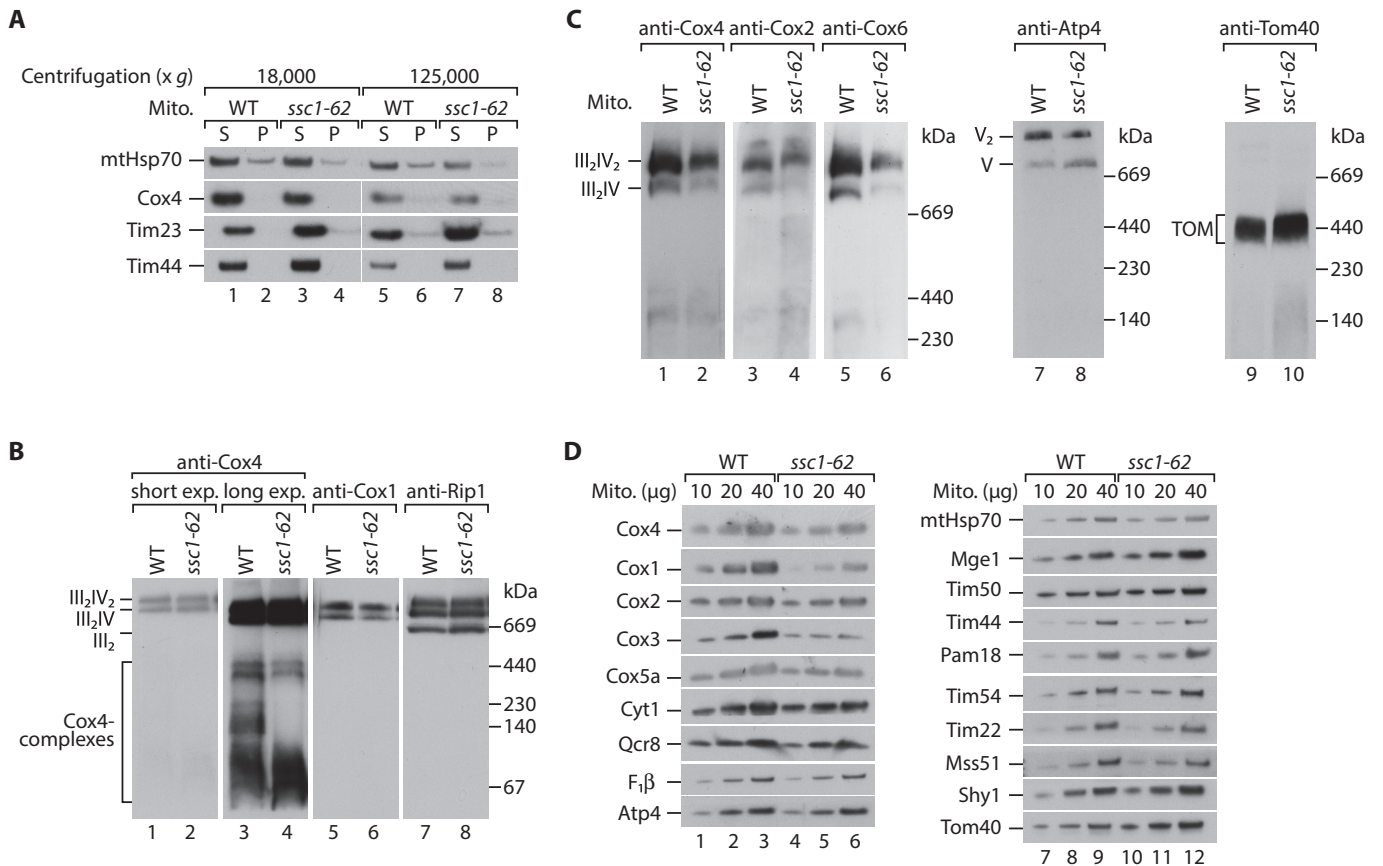 A
Centrifugation (x g) 18,000 125,000
Mito. WT ssc1-62 WT ssc1-62
S P S P S P S P
mtHsp70
Cox4
Tim23
Tim44
1 2 3 4 5 6 7 8
B
anti-Cox4
short exp. long exp. anti-Cox1 anti-Rip1
WT ssc1-62 WT ssc1-62 WT ssc1-62 WT ssc1-62
kDa
III₂IV₂
III₂IV
III₂
669
440
230
140
67
Cox4-
complexes
1 2 3 4 5 6 7 8
C
anti-Cox4 anti-Cox2 anti-Cox6
Mito. WT ssc1-62 WT ssc1-62 WT ssc1-62
kDa
III₂IV₂
III₂IV
669
440
230
1 2 3 4 5 6
anti-Atp4
WT ssc1-62
V₂
V
kDa
669
440
230
140
7 8
anti-Tom40
WT ssc1-62
kDa
669
TOM
440
230
140
9 10
D
WT ssc1-62
Mito. (µg) 10 20 40 10 20 40
Cox4
Cox1
Cox2
Cox3
Cox5a
Cyt1
Qcr8
F₁β
Atp4
1 2 3 4 5 6
WT ssc1-62
Mito. (µg) 10 20 40 10 20 40
mtHsp70
Mge1
Tim50
Tim44
Pam18
Tim54
Tim22
Mss51
Shy1
Tom40
7 8 9 10 11 12